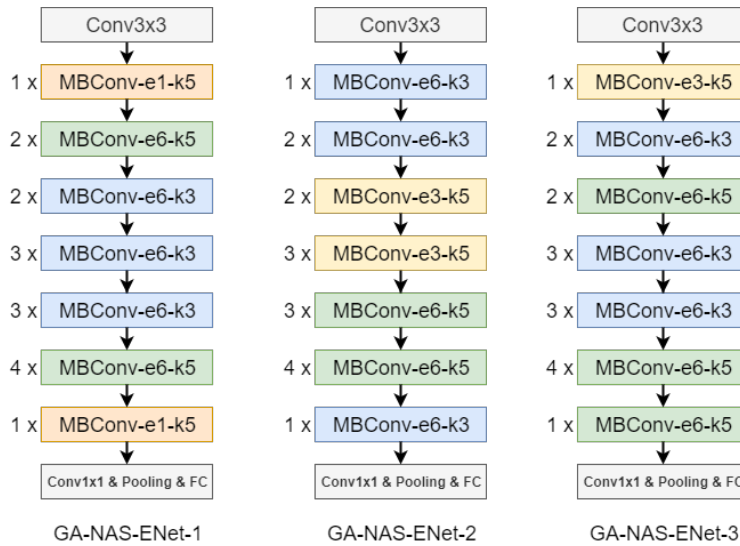 Conv3x3
1 x MBConv-e1-k5
2 x MBConv-e6-k5
2 x MBConv-e6-k3
3 x MBConv-e6-k3
3 x MBConv-e6-k3
4 x MBConv-e6-k5
1 x MBConv-e1-k5
Conv1x1 & Pooling & FC
GA-NAS-ENet-1
Conv3x3
1 x MBConv-e6-k3
2 x MBConv-e6-k3
2 x MBConv-e3-k5
3 x MBConv-e3-k5
3 x MBConv-e6-k5
4 x MBConv-e6-k5
1 x MBConv-e6-k3
Conv1x1 & Pooling & FC
GA-NAS-ENet-2
Conv3x3
1 x MBConv-e3-k5
2 x MBConv-e6-k3
2 x MBConv-e6-k5
3 x MBConv-e6-k3
3 x MBConv-e6-k3
4 x MBConv-e6-k5
1 x MBConv-e6-k5
Conv1x1 & Pooling & FC
GA-NAS-ENet-3